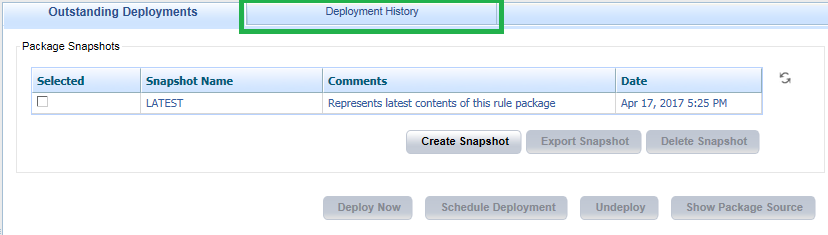 Outstanding Deployments Deployment History
Package Snapshots
Selected Snapshot Name Comments Date
LATEST Represents latest contents of this rule package Apr 17, 2017 5:25 PM
Create Snapshot Export Snapshot Delete Snapshot
Deploy Now Schedule Deployment Undeploy Show Package Source